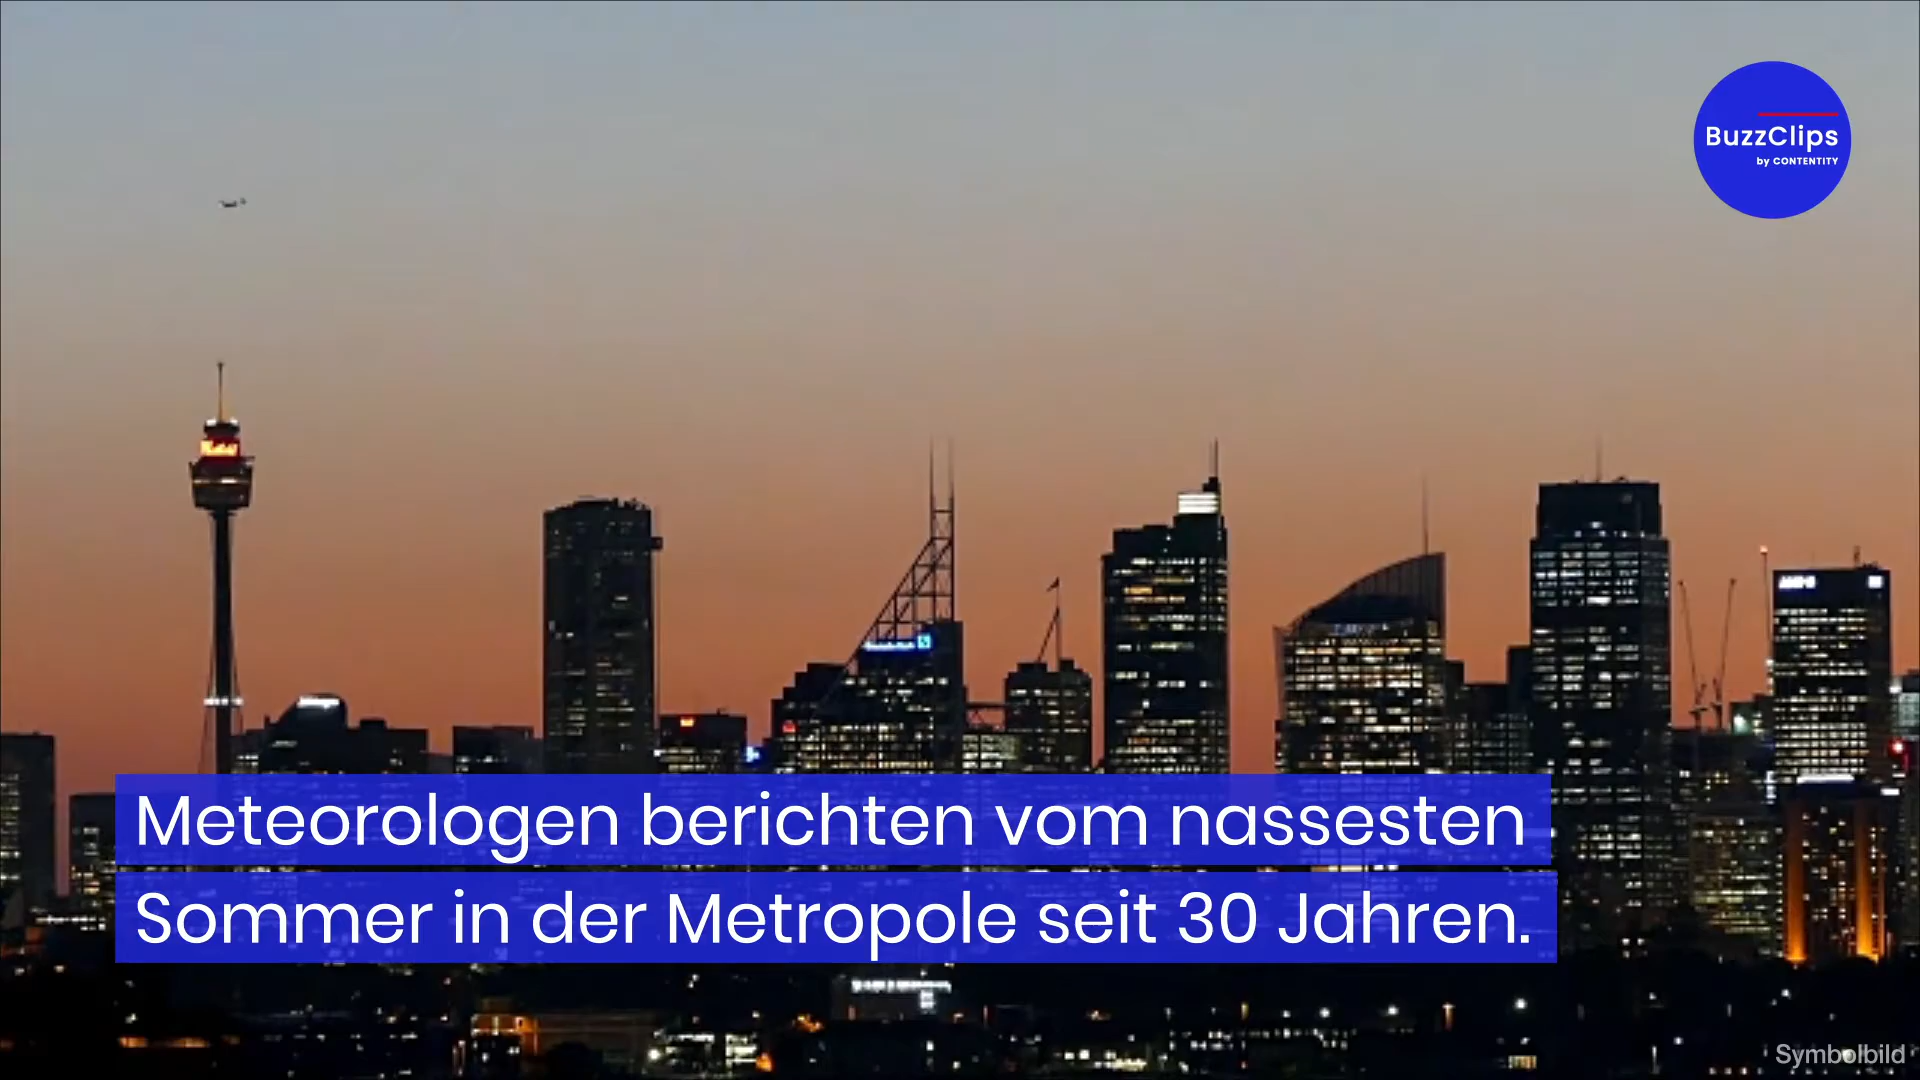 BuzzClips
by CONTENTITY
Meteorologen berichten vom nassesten
Sommer in der Metropole seit 30 Jahren.
Symbolbild